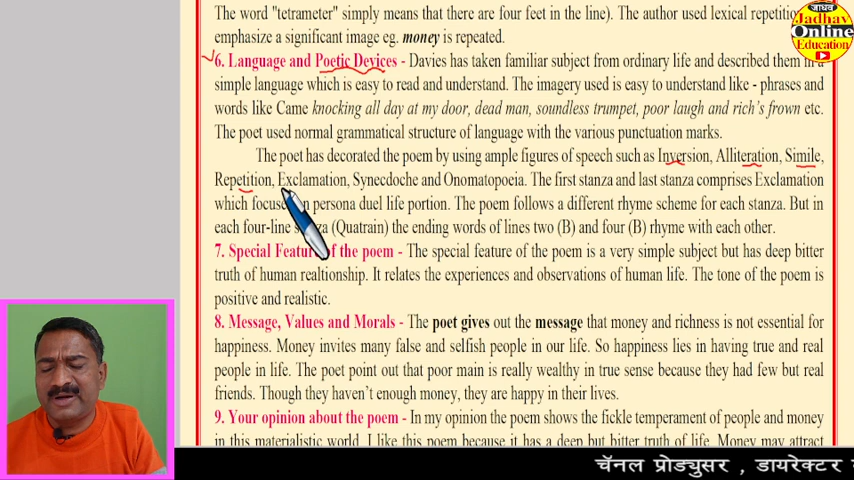 The word "tetrameter" simply means that there are four feet in the line). The author used lexical repetitio
emphasize a significant image eg. money is repeated.
6. Language and Poetic Devices - Davies has taken familiar subject from ordinary life and described them in a
simple language which is easy to read and understand. The imagery used is easy to understand like - phrases and
words like Came knocking all day at my door, dead man, soundless trumpet, poor laugh and rich's frown etc.
The poet used normal grammatical structure of language with the various punctuation marks.
The poet has decorated the poem by using ample figures of speech such as Inversion, Alliteration, Simile,
Repetition, Exclamation, Synecdoche and Onomatopoeia. The first stanza and last stanza comprises Exclamation
which focuse persona duel life portion. The poem follows a different rhyme scheme for each stanza. But in
each four-line (Quatrain) the ending words of lines two (B) and four (B) rhyme with each other.
7. Special Featur of the poem - The special feature of the poem is a very simple subject but has deep bitter
truth of human realtionship. It relates the experiences and observations of human life. The tone of the poem is
positive and realistic.
8. Message, Values and Morals - The poet gives out the message that money and richness is not essential for
happiness. Money invites many false and selfish people in our life. So happiness lies in having true and real
people in life. The poet point out that poor main is really wealthy in true sense because they had few but real
friends. Though they haven't enough money, they are happy in their lives.
9. Your opinion about the poem - In my opinion the poem shows the fickle temperament of people and money
in this materialistic world. I like this poem because it has a deep but bitter truth of life. Money may attract
जाधव
Jadhav
Online
Education
चॅनल प्रोड्युसर , डायरेक्टर